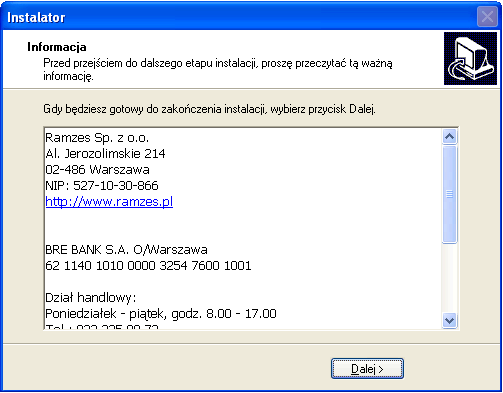 Instalator
Informacja
Przed przejściem do dalszego etapu instalacji, proszę przeczytać tą ważną
informację.
Gdy będziesz gotowy do zakończenia instalacji, wybierz przycisk Dalej.
Ramzes Sp. z o.o.
Al. Jerozolimskie 214
02-486 Warszawa
NIP: 527-10-30-866
http://www.ramzes.pl
BRE BANK S.A. O/Warszawa
62 1140 1010 0000 3254 7600 1001
Dział handlowy:
Poniedziałek - piątek, godz. 8.00 - 17.00
Dalej >